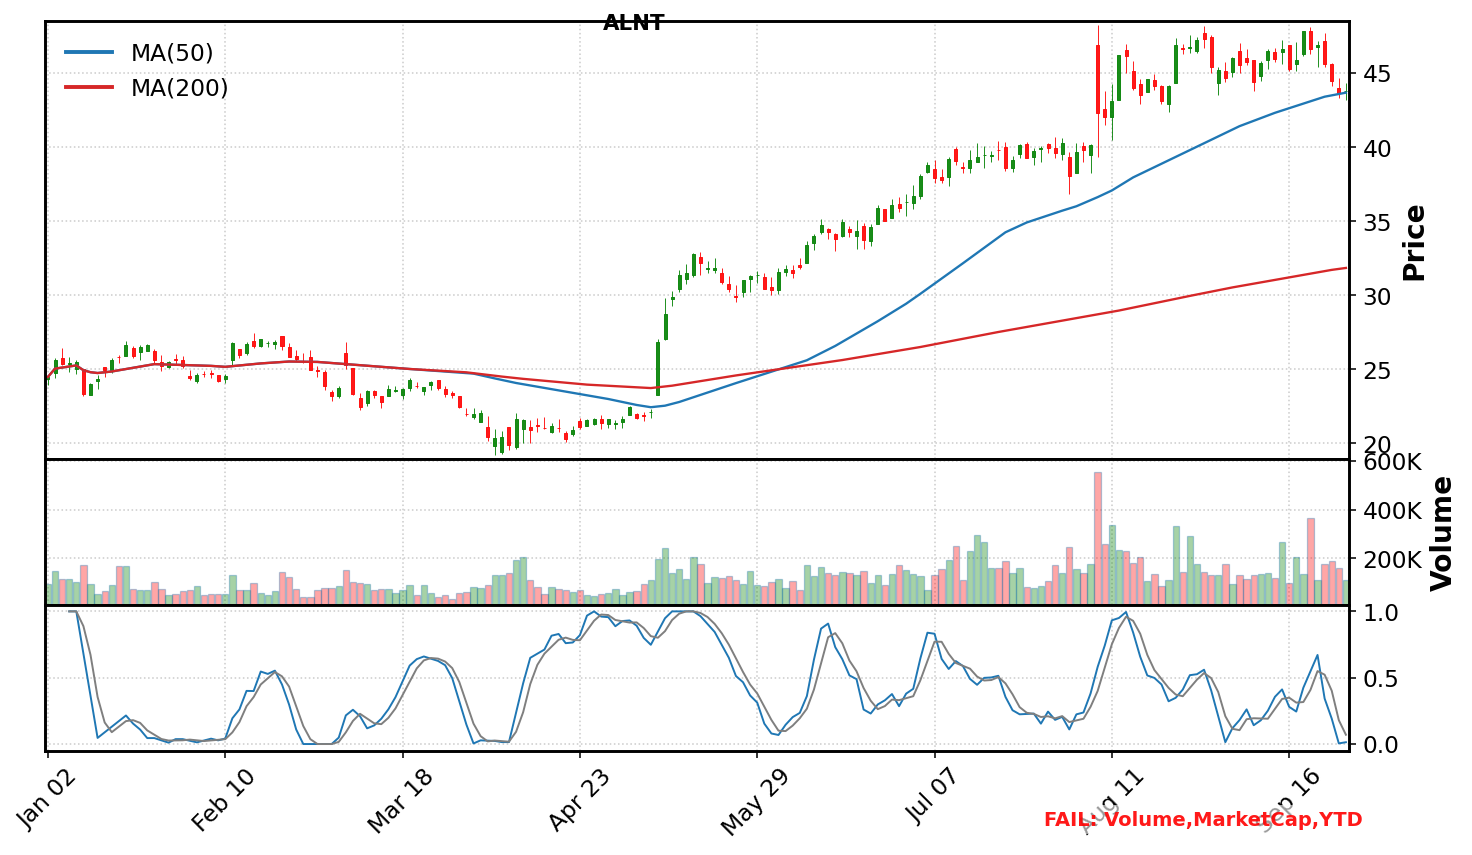 ALNT
MA(50)
MA(200)
45
40
35
30
25
20
Price
600K
400K
200K
Volume
1.0
0.5
0.0
Jan 02
Feb 10
Mar 18
Apr 23
May 29
Jul 07
Aug 11
Sep 16
FAIL: Volume,MarketCap,YTD